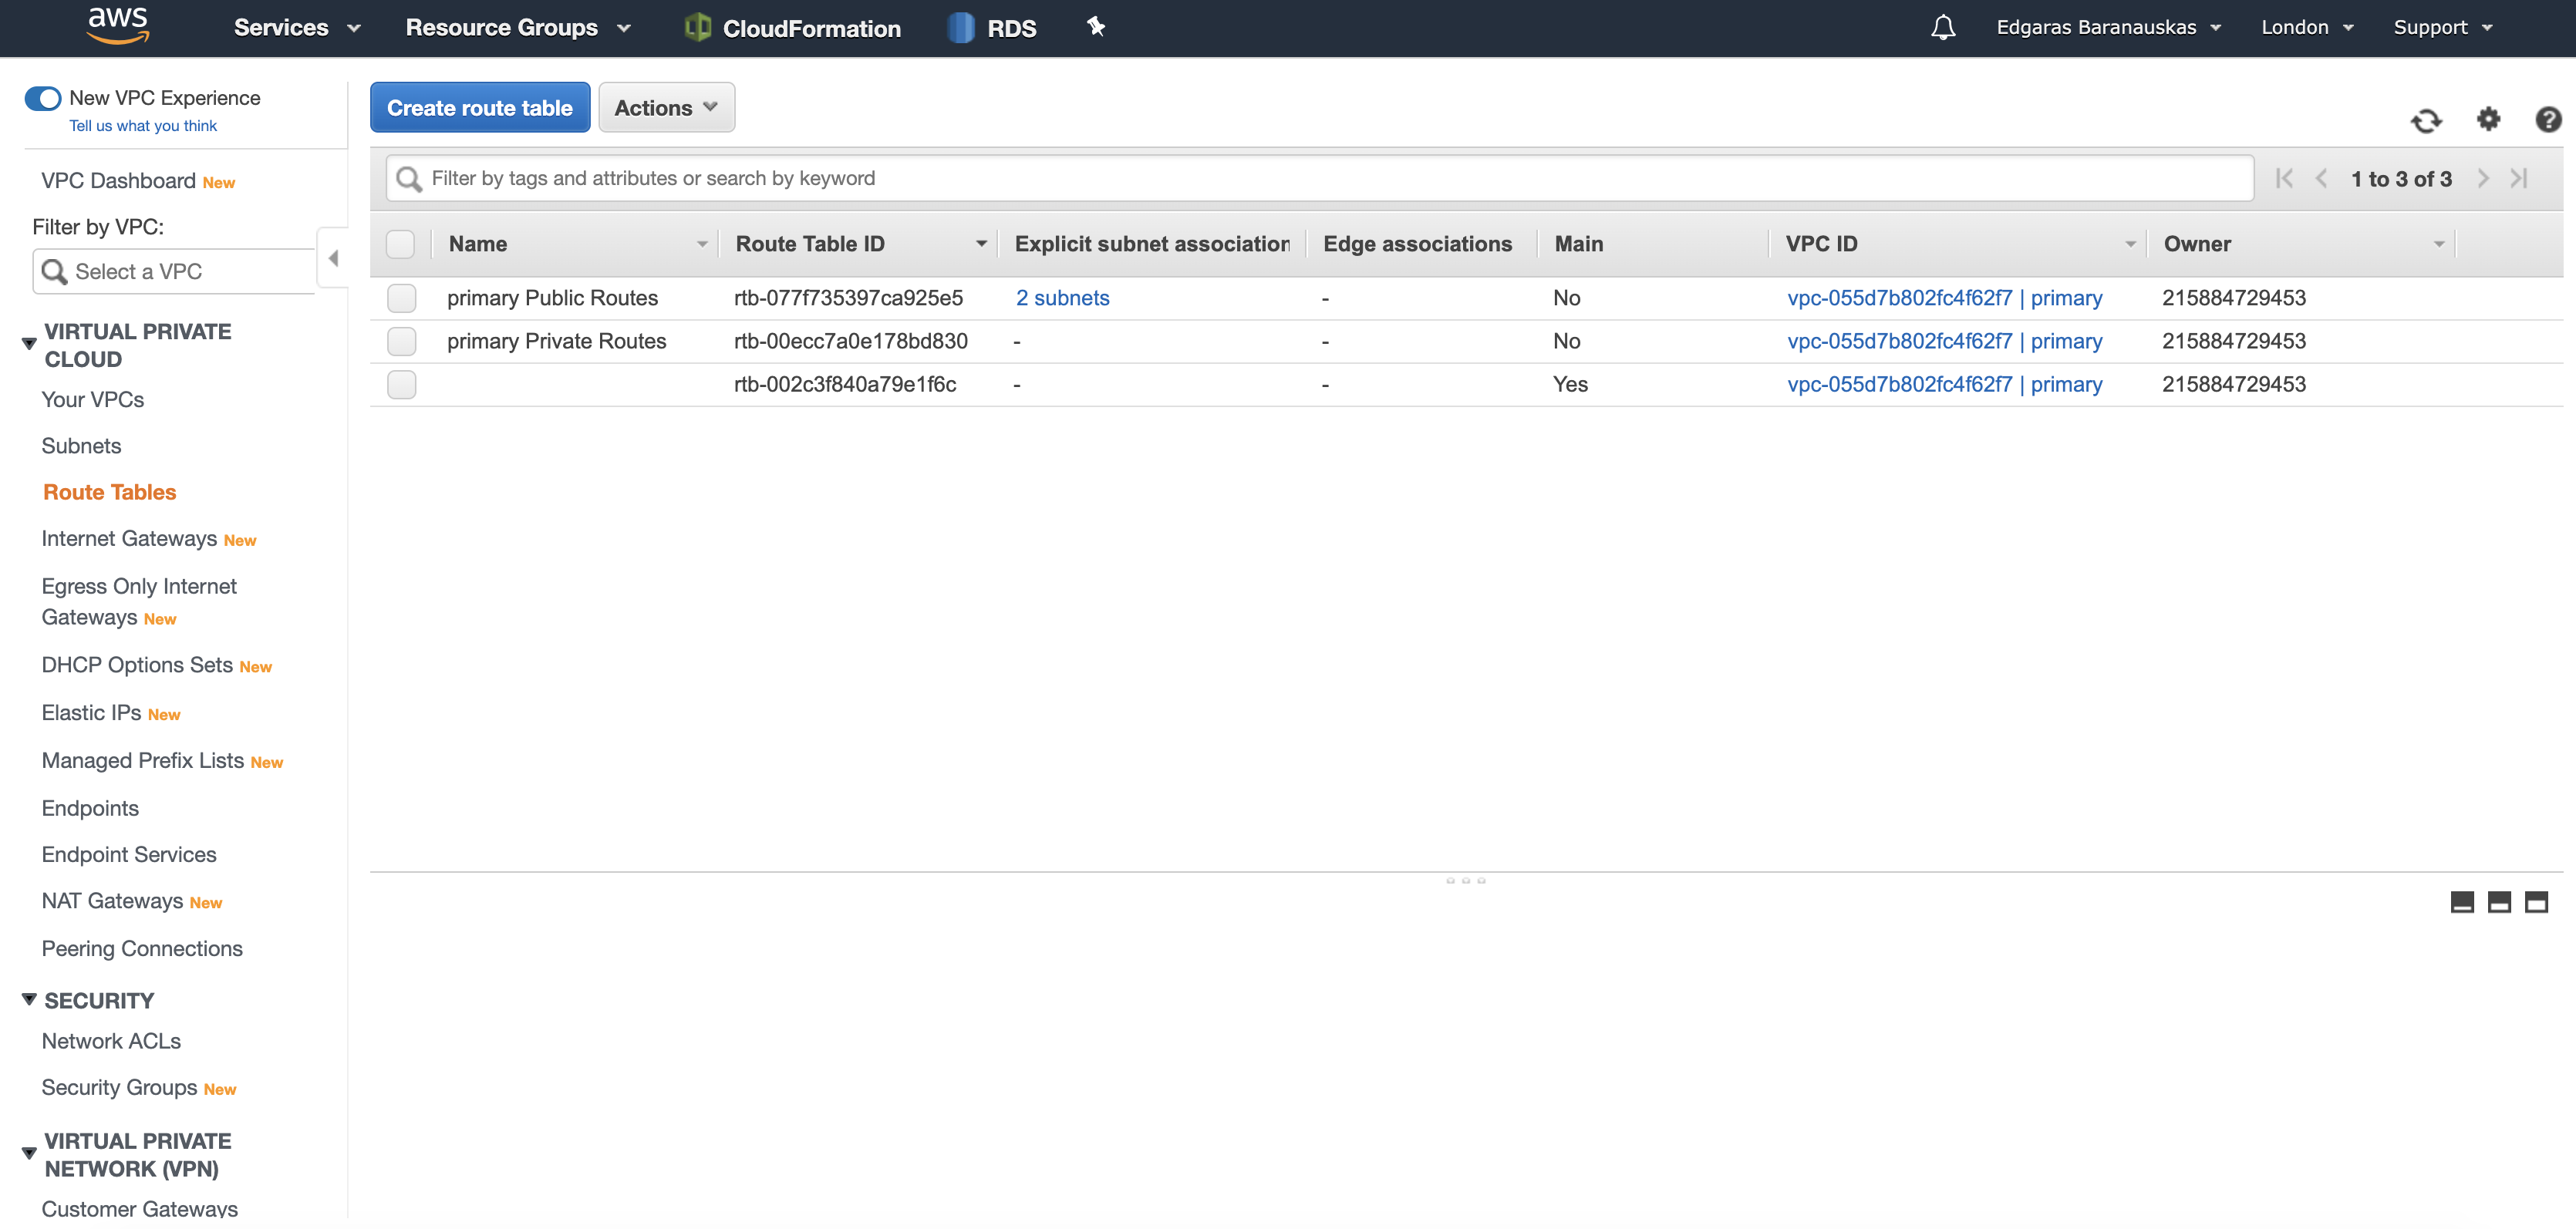 aws Services Resource Groups CloudFormation RDS Edgaras Baranauskas London Support
New VPC Experience
Tell us what you think
VPC Dashboard New
Filter by VPC:
Select a VPC
VIRTUAL PRIVATE
CLOUD
Your VPCs
Subnets
Route Tables
Internet Gateways New
Egress Only Internet
Gateways New
DHCP Options Sets New
Elastic IPs New
Managed Prefix Lists New
Endpoints
Endpoint Services
NAT Gateways New
Peering Connections
SECURITY
Network ACLs
Security Groups New
VIRTUAL PRIVATE
NETWORK (VPN)
Customer Gateways
Create route table Actions
Filter by tags and attributes or search by keyword 1 to 3 of 3
Name Route Table ID Explicit subnet association Edge associations Main VPC ID Owner
primary Public Routes rtb-077f735397ca925e5 2 subnets - No vpc-055d7b802fc4f62f7 | primary 215884729453
primary Private Routes rtb-00ecc7a0e178bd830 - - No vpc-055d7b802fc4f62f7 | primary 215884729453
rtb-002c3f840a79e1f6c - - Yes vpc-055d7b802fc4f62f7 | primary 215884729453